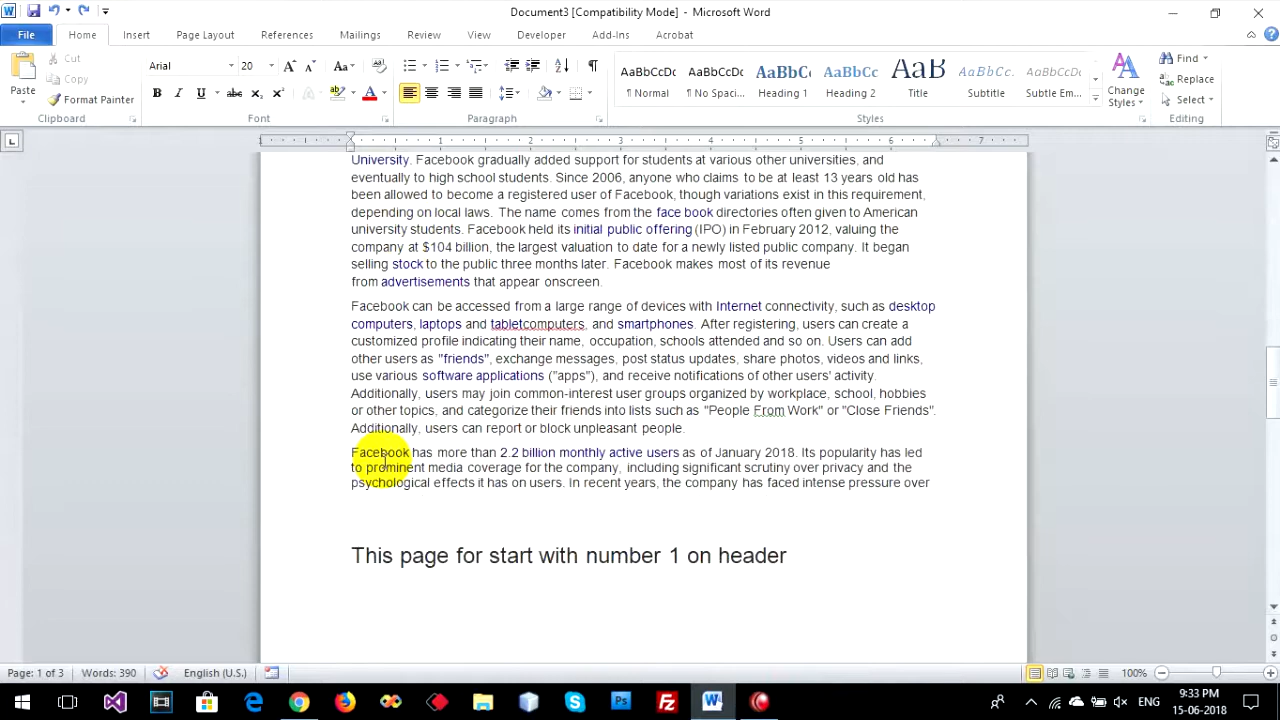 Document3 [Compatibility Mode] - Microsoft Word
File Home Insert Page Layout References Mailings Review View Developer Add-Ins Acrobat
Paste
Cut
Copy
Format Painter
Clipboard
Arial 20
Font
Paragraph
AaBbCcDc AaBbCcDc AaBbC AaBbCc AaB AaBbCc. AaBbCcDc
¶ Normal ¶ No Spaci... Heading 1 Heading 2 Title Subtitle Subtle Em...
Change Styles
Styles
Find
Replace
Select
Editing
1 1 2 3 4 5 6 7
University. Facebook gradually added support for students at various other universities, and
eventually to high school students. Since 2006, anyone who claims to be at least 13 years old has
been allowed to become a registered user of Facebook, though variations exist in this requirement,
depending on local laws. The name comes from the face book directories often given to American
university students. Facebook held its initial public offering (IPO) in February 2012, valuing the
company at $104 billion, the largest valuation to date for a newly listed public company. It began
selling stock to the public three months later. Facebook makes most of its revenue
from advertisements that appear onscreen.
Facebook can be accessed from a large range of devices with Internet connectivity, such as desktop
computers, laptops and tabletcomputers, and smartphones. After registering, users can create a
customized profile indicating their name, occupation, schools attended and so on. Users can add
other users as "friends", exchange messages, post status updates, share photos, videos and links,
use various software applications ("apps"), and receive notifications of other users' activity.
Additionally, users may join common-interest user groups organized by workplace, school, hobbies
or other topics, and categorize their friends into lists such as "People From Work" or "Close Friends".
Additionally, users can report or block unpleasant people.
Facebook has more than 2.2 billion monthly active users as of January 2018. Its popularity has led
to prominent media coverage for the company, including significant scrutiny over privacy and the
psychological effects it has on users. In recent years, the company has faced intense pressure over
This page for start with number 1 on header
Page: 1 of 3 Words: 390 English (U.S.) 100%
ENG 9:33 PM
15-06-2018